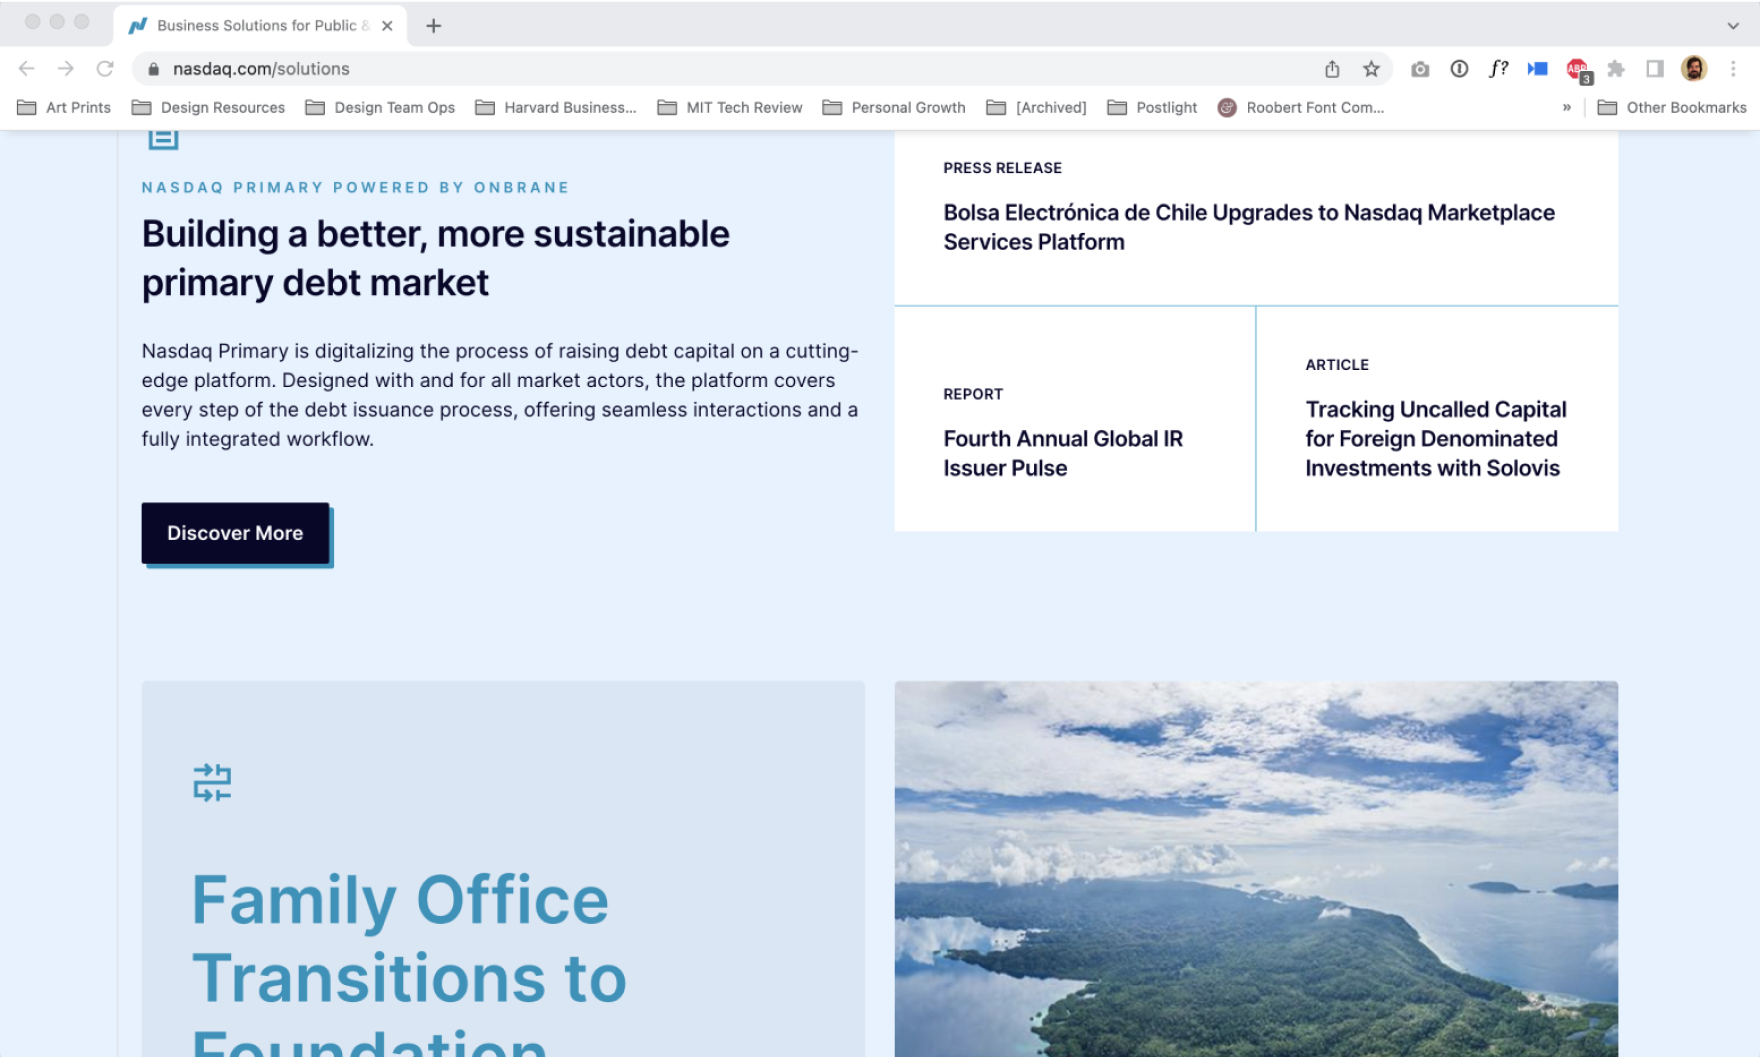 Business Solutions for Public &
nasdaq.com/solutions
f?
ABP
3
Art Prints
Design Resources
Design Team Ops
Harvard Business...
MIT Tech Review
Personal Growth
[Archived]
Postlight
Roobert Font Com...
»
Other Bookmarks
NASDAQ PRIMARY POWERED BY ONBRANE
Building a better, more sustainable
primary debt market
Nasdaq Primary is digitalizing the process of raising debt capital on a cutting-
edge platform. Designed with and for all market actors, the platform covers
every step of the debt issuance process, offering seamless interactions and a
fully integrated workflow.
Discover More
PRESS RELEASE
Bolsa Electrónica de Chile Upgrades to Nasdaq Marketplace
Services Platform
REPORT
Fourth Annual Global IR
Issuer Pulse
ARTICLE
Tracking Uncalled Capital
for Foreign Denominated
Investments with Solovis
Family Office
Transitions to
Foundation